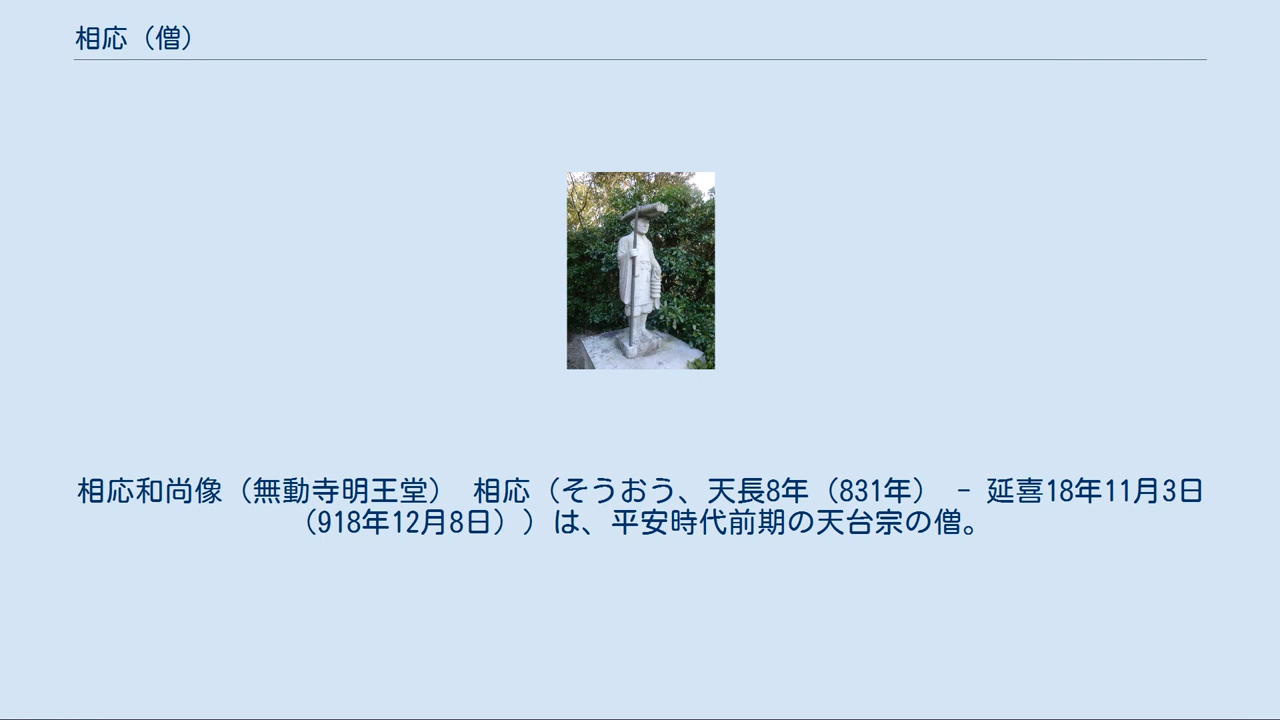 相応（僧）
相応和尚像（無動寺明王堂） 相応（そうおう、天長8年（831年） - 延喜18年11月3日
（918年12月8日））は、平安時代前期の天台宗の僧。